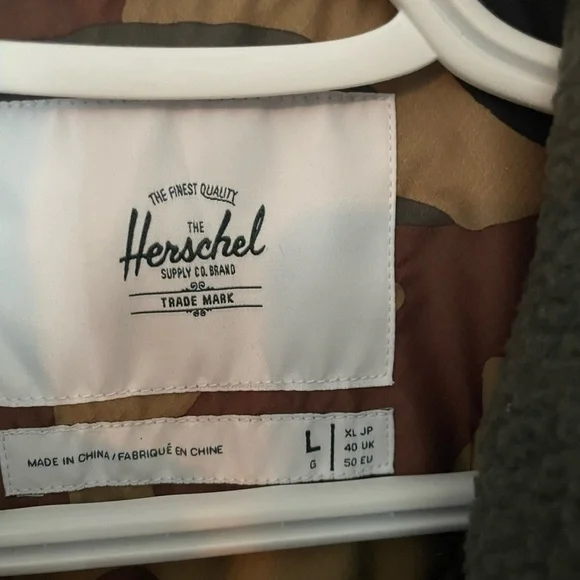 THE FINEST QUALITY
THE
Herschel
SUPPLY CO. BRAND
TRADE MARK
MADE IN CHINA / FABRIQUÉ EN CHINE
L
G
XL JP
40 UK
50 EU